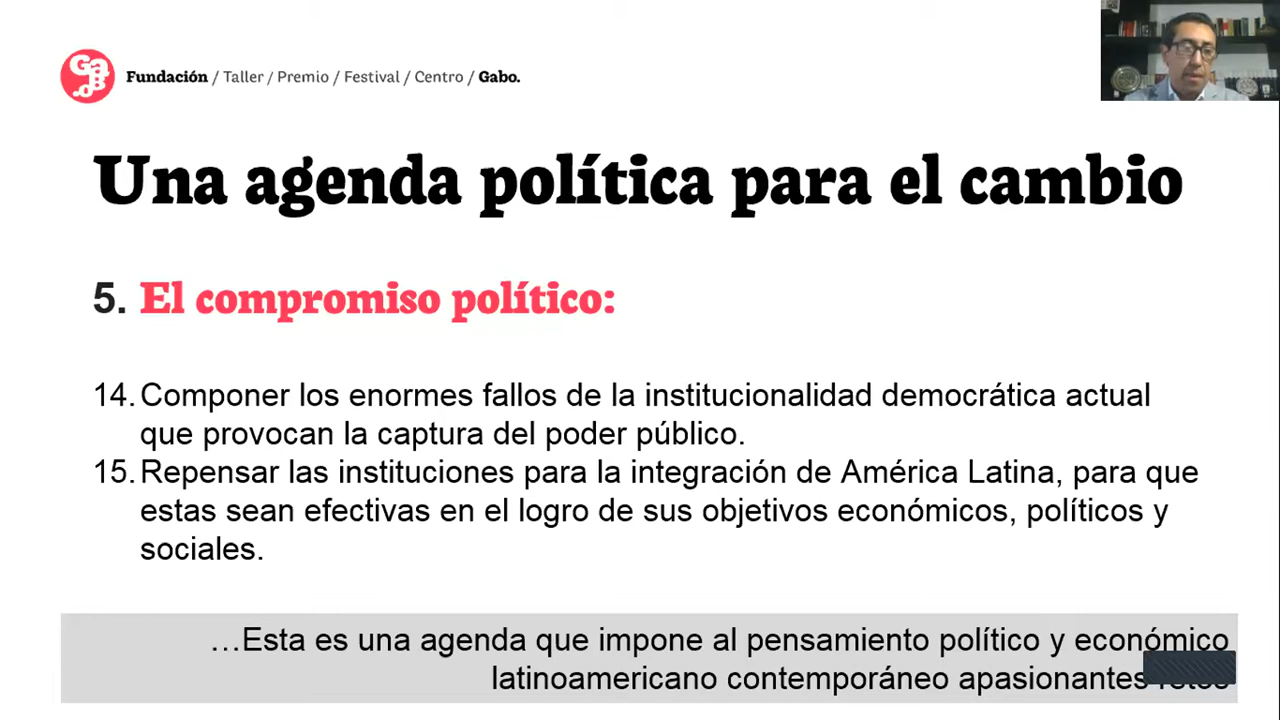 Gabo.
Fundación / Taller / Premio / Festival / Centro / Gabo.
Una agenda política para el cambio
5. El compromiso político:
14. Componer los enormes fallos de la institucionalidad democrática actual
que provocan la captura del poder público.
15. Repensar las instituciones para la integración de América Latina, para que
estas sean efectivas en el logro de sus objetivos económicos, políticos y
sociales.
…Esta es una agenda que impone al pensamiento político y económico
latinoamericano contemporáneo apasionantes